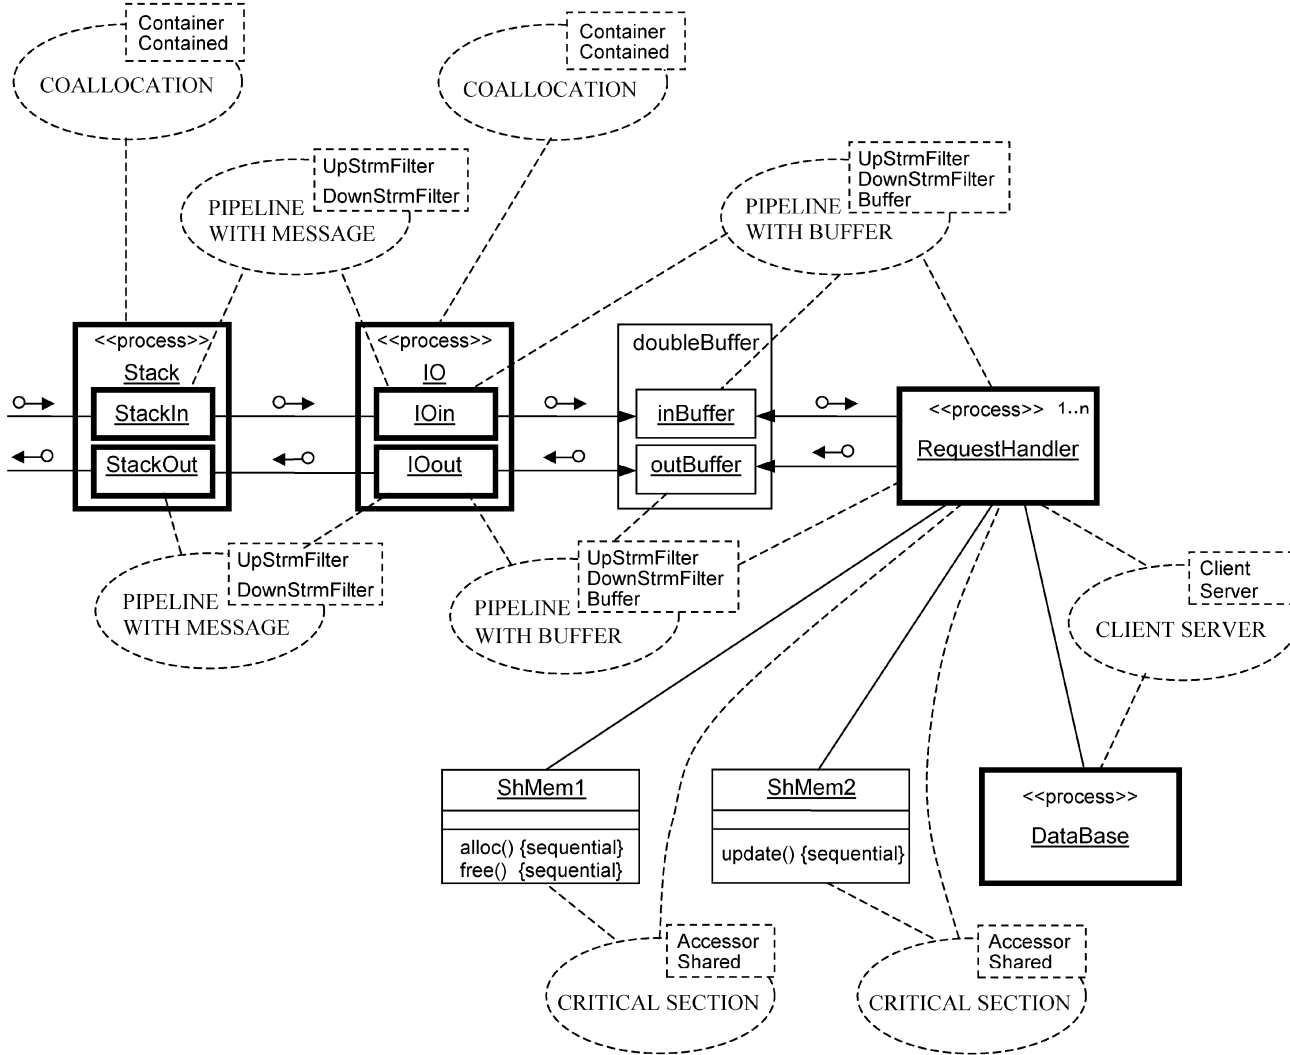 Container
Contained
COALLOCATION
Container
Contained
COALLOCATION
UpStrmFilter
DownStrmFilter
PIPELINE
WITH MESSAGE
UpStrmFilter
DownStrmFilter
Buffer
PIPELINE
WITH BUFFER
<<process>>
Stack
StackIn
StackOut
<<process>>
IO
IOin
IOout
doubleBuffer
inBuffer
outBuffer
<<process>> 1..n
RequestHandler
UpStrmFilter
DownStrmFilter
PIPELINE
WITH MESSAGE
UpStrmFilter
DownStrmFilter
Buffer
PIPELINE
WITH BUFFER
Client
Server
CLIENT SERVER
ShMem1
alloc() {sequential}
free() {sequential}
ShMem2
update() {sequential}
<<process>>
DataBase
Accessor
Shared
CRITICAL SECTION
Accessor
Shared
CRITICAL SECTION